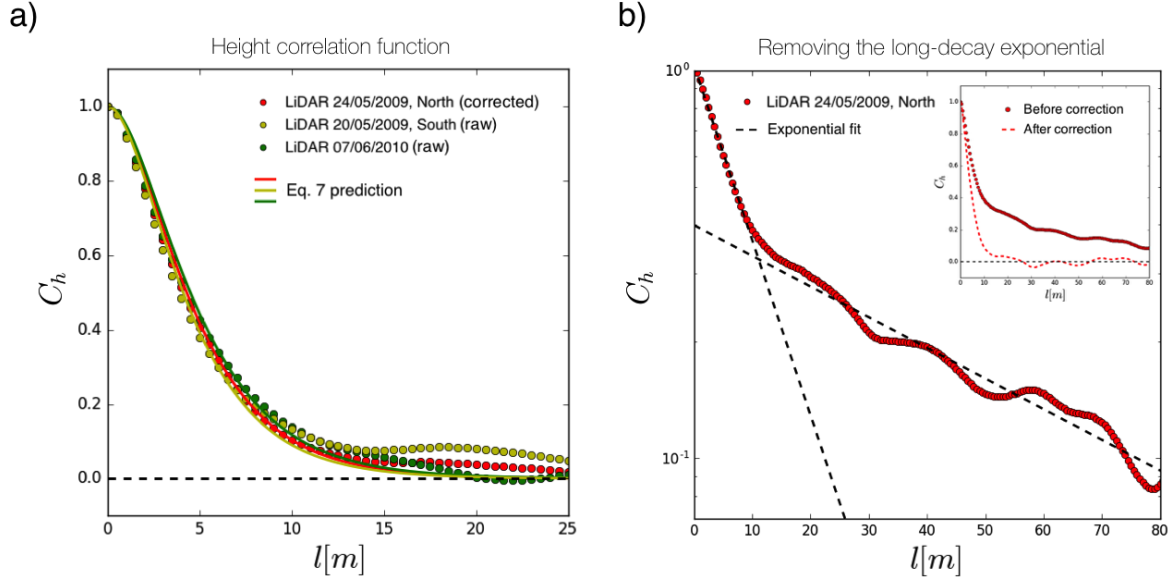 a)
Height correlation function
LiDAR 24/05/2009, North (corrected)
LiDAR 20/05/2009, South (raw)
LiDAR 07/06/2010 (raw)
Eq. 7 prediction
1.0
0.8
0.6
0.4
0.2
0.0
C_h
0 5 10 15 20 25
l[m]
b)
Removing the long-decay exponential
LiDAR 24/05/2009, North
Exponential fit
10^0
10^{-1}
C_h
0 10 20 30 40 50 60 70 80
l[m]
Before correction
After correction
1.0
0.8
0.6
0.4
0.2
0.0
C_h
0 10 20 30 40 50 60 70 80
l[m]